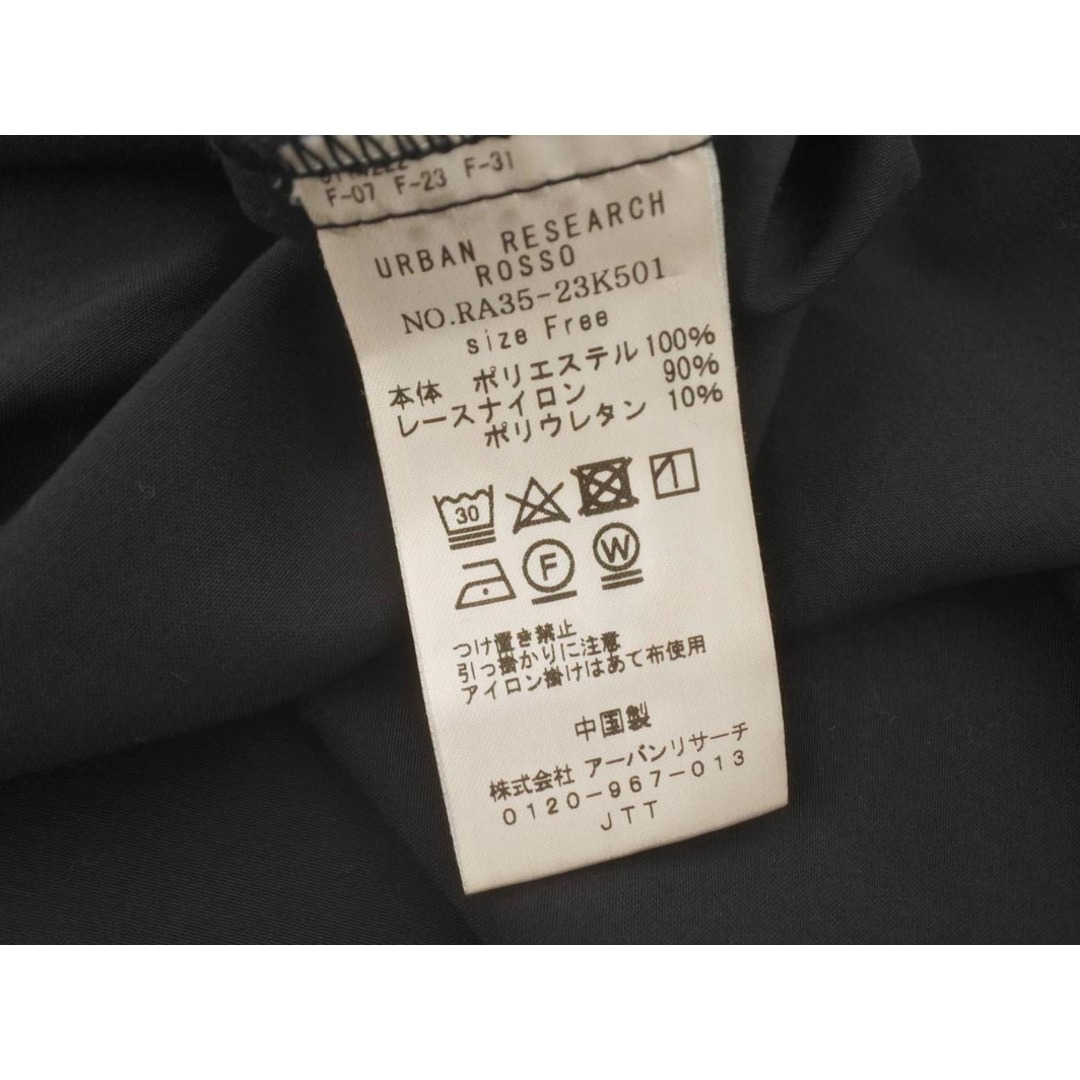 F-07 F-23 F-31
URBAN RESEARCH
ROSSO
NO.RA35-23K501
size Free
本体 ポリエステル 100%
レースナイロン 90%
ポリウレタン 10%
30
F W
つけ置き禁止
引っ掛かりに注意
アイロン掛けはあて布使用
中国製
株式会社 アーバンリサーチ
0120-967-013
JTT